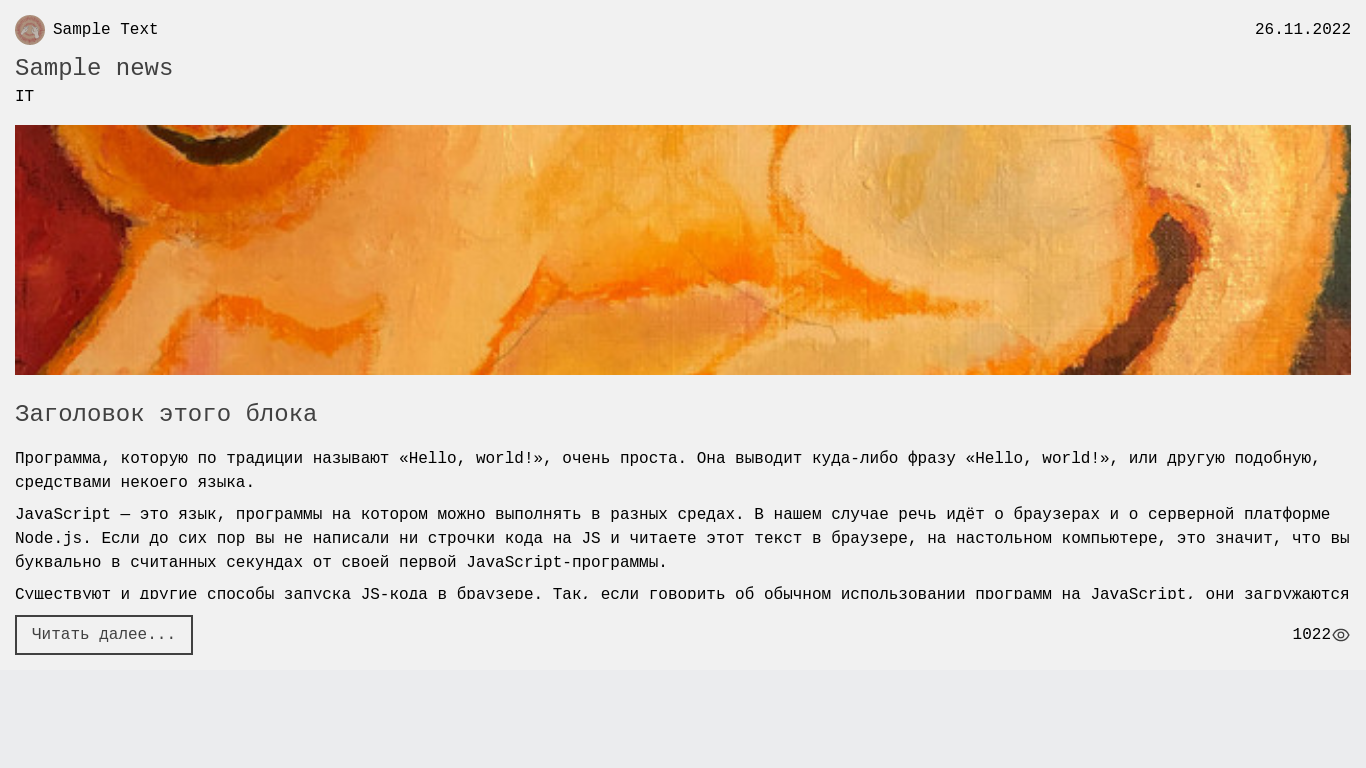 Sample Text
26.11.2022
Sample news
IT
Заголовок этого блока
Программа, которую по традиции называют «Hello, world!», очень проста. Она выводит куда-либо фразу «Hello, world!», или другую подобную,
средствами некоего языка.
JavaScript — это язык, программы на котором можно выполнять в разных средах. В нашем случае речь идёт о браузерах и о серверной платформе
Node.js. Если до сих пор вы не написали ни строчки кода на JS и читаете этот текст в браузере, на настольном компьютере, это значит, что вы
буквально в считанных секундах от своей первой JavaScript-программы.
Существуют и другие способы запуска JS-кода в браузере. Так, если говорить об обычном использовании программ на JavaScript, они загружаются
Читать далее...
1022